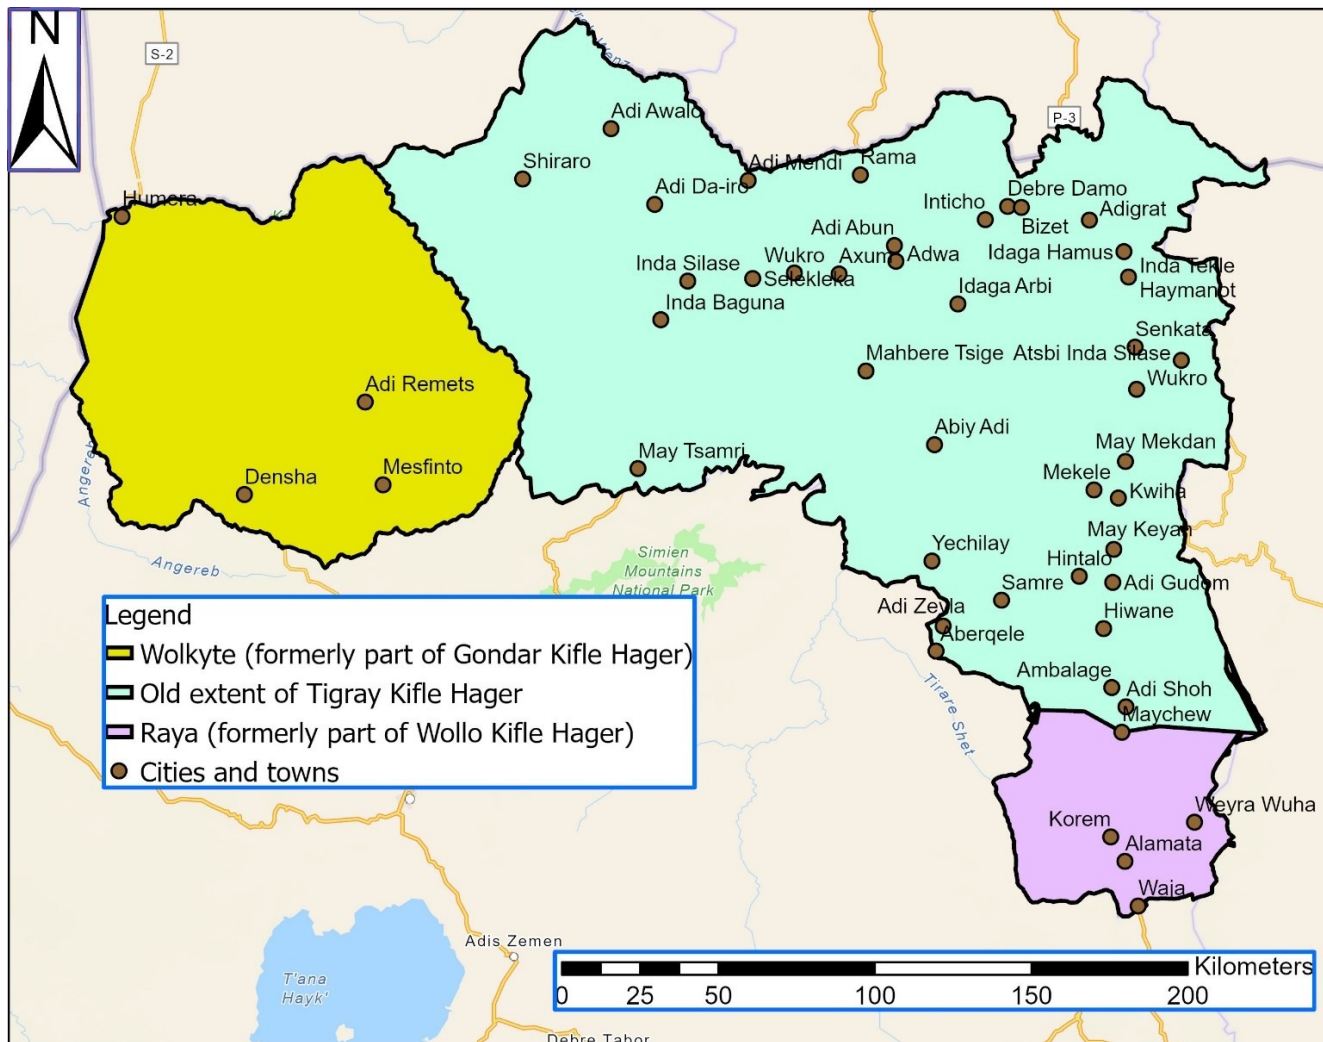 N
S-2
P-3
Adi Awalo
Shiraro
Adi Mendi
Rama
Adi Da-iro
Humera
Inticho
Debre Damo
Bizet
Adigrat
Adi Abun
Adwa
Idaga Hamus
Inda Silase
Wukro
Axum
Selekleka
Inda Tekle
Haymanot
Inda Baguna
Idaga Arbi
Senkata
Mahbere Tsige
Atsbi Inda Silase
Wukro
Adi Remets
Abiy Adi
May Mekdan
May Tsamri
Densha
Mesfinto
Mekele
Kwiha
Angereb
Angereb
May Keyah
Simien
Mountains
National Park
Yechilay
Hintalo
Adi Gudom
Samre
Adi Zeyla
Hiwane
Aberqele
Ambalage
Adi Shoh
Maychew
Tirare Shet
Legend
Wolkyte (formerly part of Gondar Kifle Hager)
Old extent of Tigray Kifle Hager
Raya (formerly part of Wollo Kifle Hager)
Cities and towns
Weyra Wuha
Korem
Alamata
Waja
Adis Zemen
T'ana
Hayk'
Debre Tabor
Kilometers
0 25 50 100 150 200